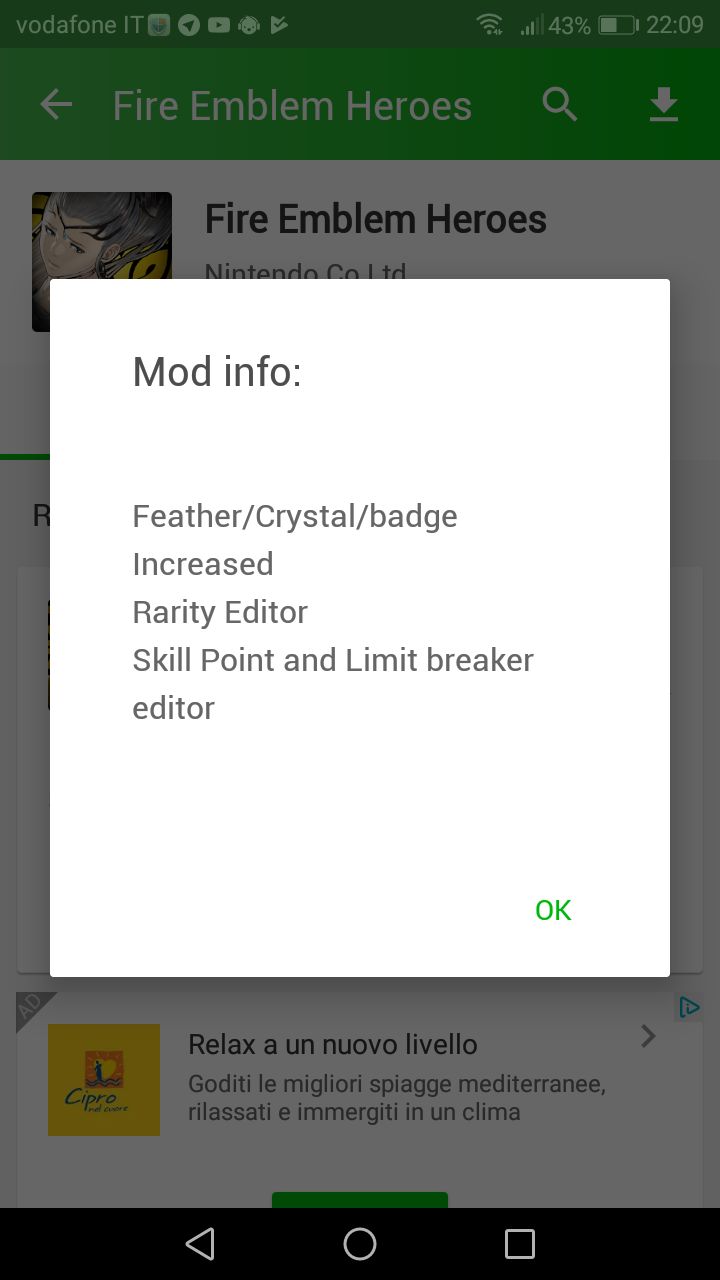 vodafone IT 43% 22:09
Fire Emblem Heroes
Fire Emblem Heroes
Nintendo Co Ltd
Mod info:
R
Feather/Crystal/badge
Increased
Rarity Editor
Skill Point and Limit breaker
editor
OK
AD
Relax a un nuovo livello
Goditi le migliori spiagge mediterranee,
rilassati e immergiti in un clima
Cipro
nel cuore